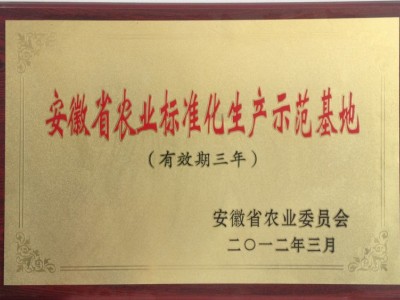 安徽省农业标准化生产示范基地
(有效期三年)
安徽省农业委员会
二〇一二年三月